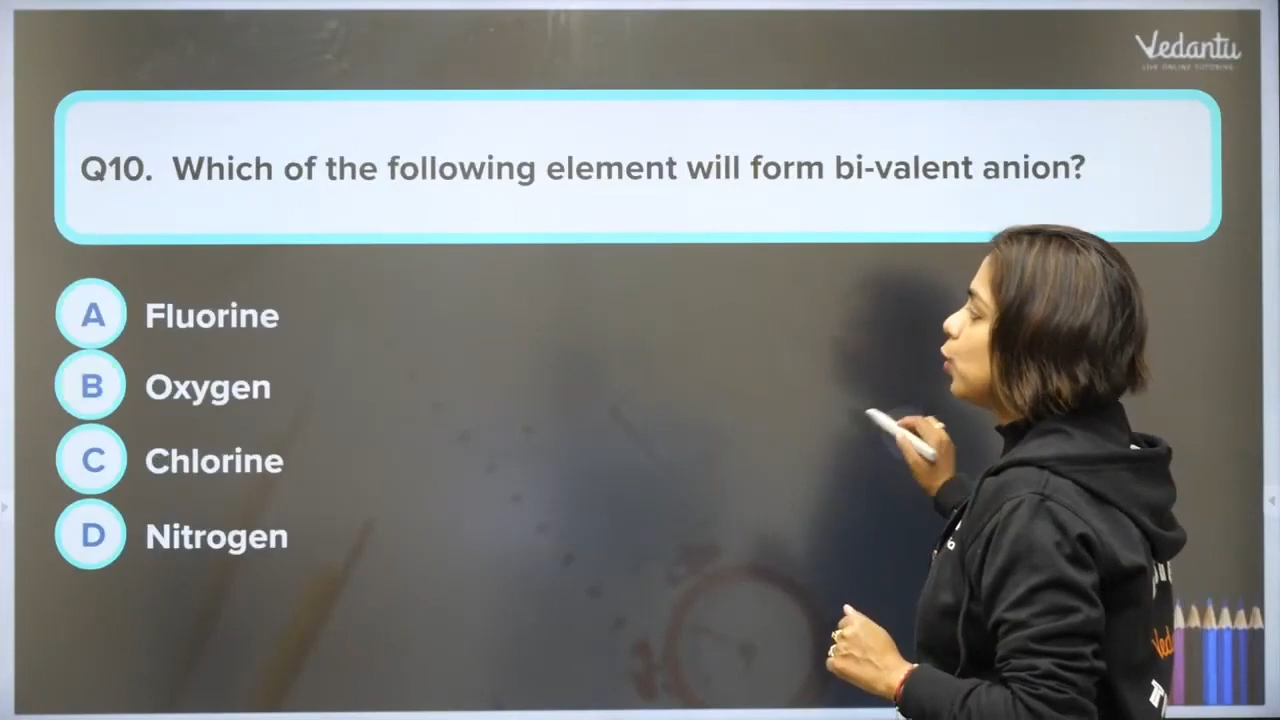 Vedantu
LIVE ONLINE TUTORING
Q10. Which of the following element will form bi-valent anion?
A Fluorine
B Oxygen
C Chlorine
D Nitrogen
Ved